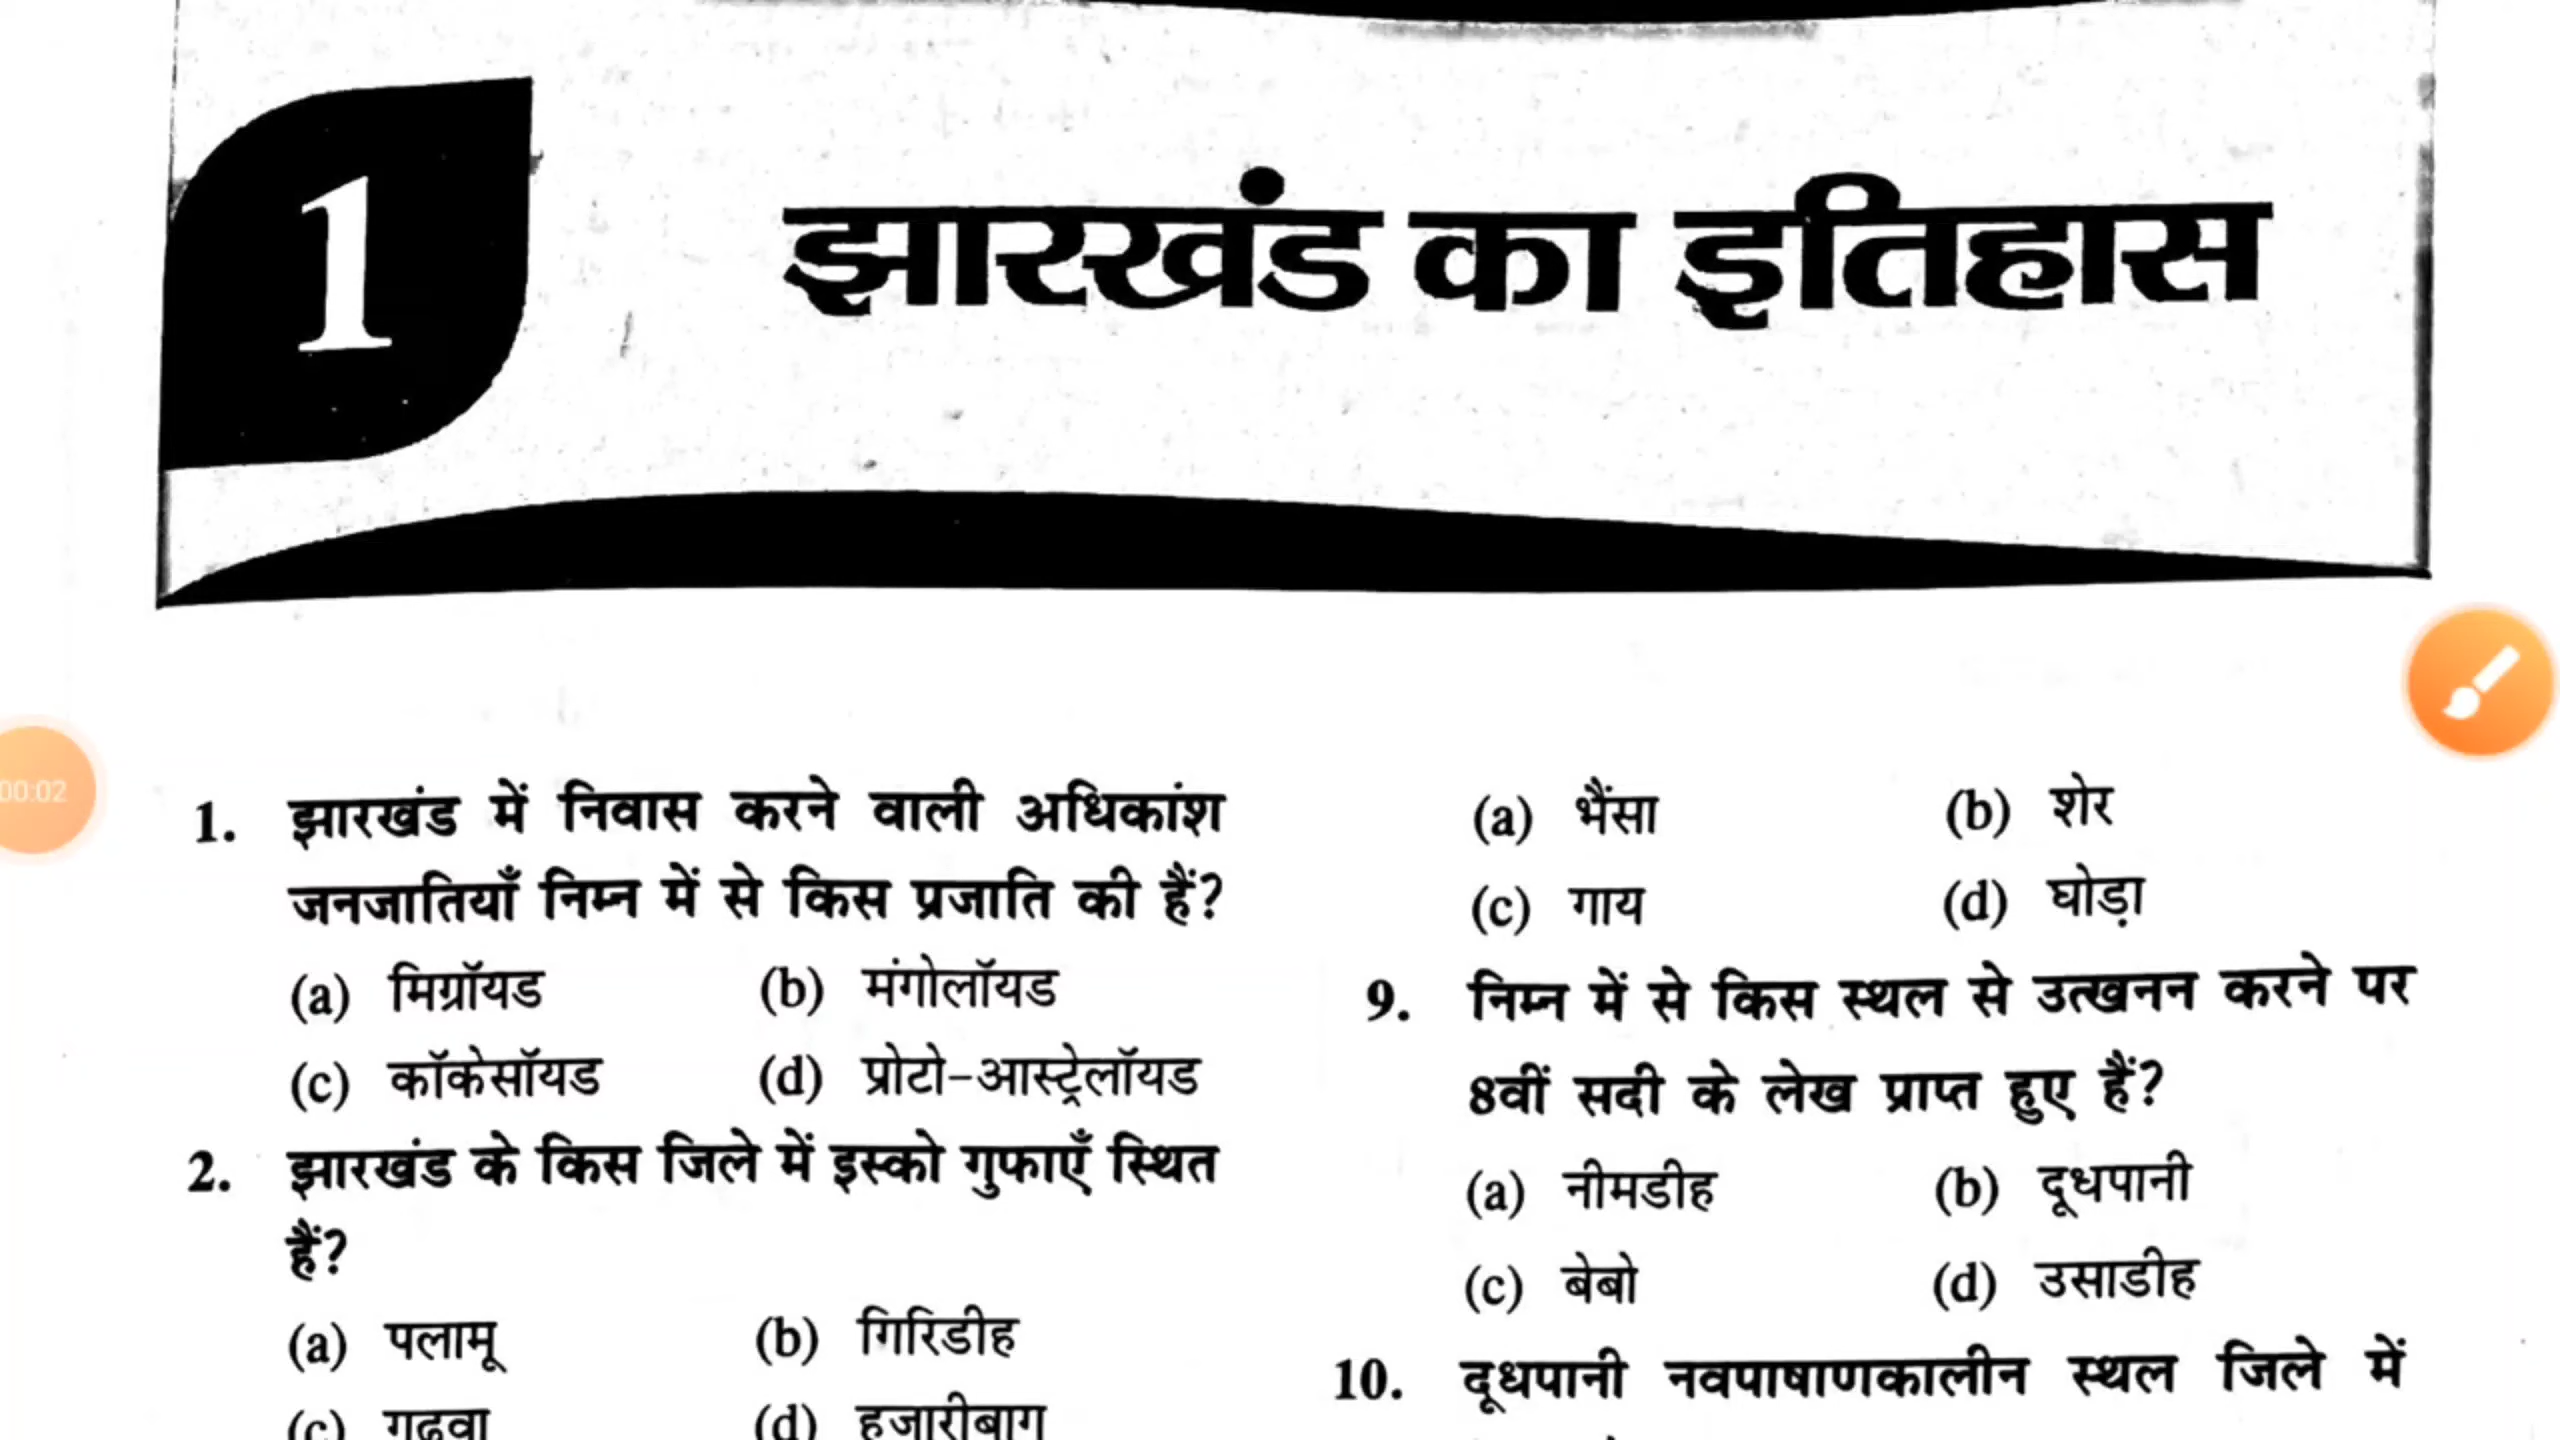 1
झारखंड का इतिहास
00:02
1. झारखंड में निवास करने वाली अधिकांश
जनजातियाँ निम्न में से किस प्रजाति की हैं?
(a) मिग्रॉयड (b) मंगोलॉयड
(c) कॉकेसॉयड (d) प्रोटो-आस्ट्रेलॉयड
2. झारखंड के किस जिले में इस्को गुफाएँ स्थित
हैं?
(a) पलामू (b) गिरिडीह
(c) गढ़वा (d) हजारीबाग
(a) भैंसा (b) शेर
(c) गाय (d) घोड़ा
9. निम्न में से किस स्थल से उत्खनन करने पर
8वीं सदी के लेख प्राप्त हुए हैं?
(a) नीमडीह (b) दूधपानी
(c) बेबो (d) उसाडीह
10. दूधपानी नवपाषाणकालीन स्थल जिले में